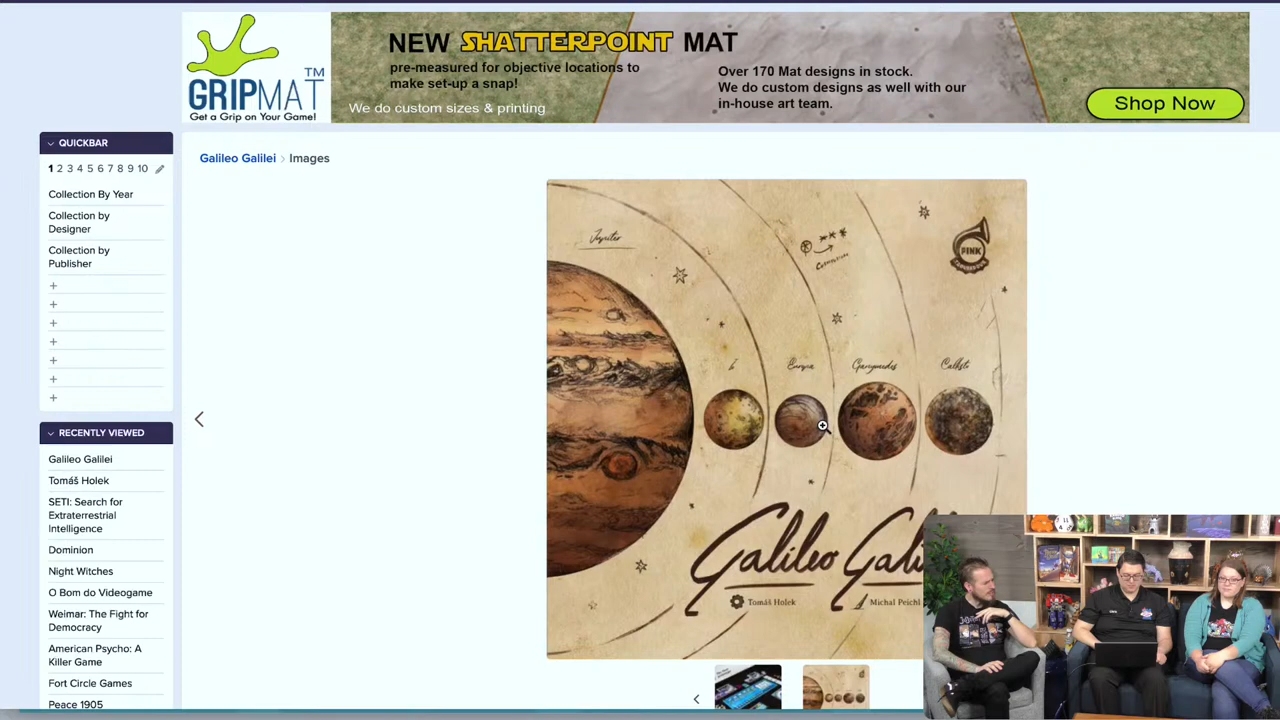 NEW SHATTERPOINT MAT
pre-measured for objective locations to
make set-up a snap!
We do custom sizes & printing
Over 170 Mat designs in stock.
We do custom designs as well with our
in-house art team.
Shop Now
GRIPMAT™
Get a Grip on Your Game!
QUICKBAR
1 2 3 4 5 6 7 8 9 10
Collection By Year
Collection by
Designer
Collection by
Publisher
RECENTLY VIEWED
Galileo Galilei
Tomáš Holek
SETI: Search for
Extraterrestrial
Intelligence
Dominion
Night Witches
O Bom do Videogame
Weimar: The Fight for
Democracy
American Psycho: A
Killer Game
Fort Circle Games
Peace 1905
Galileo Galilei > Images
Jupiter
PINK
Europa
Ganymedes
Callisto
Galileo Gali
Tomáš Holek
Michal Peichl